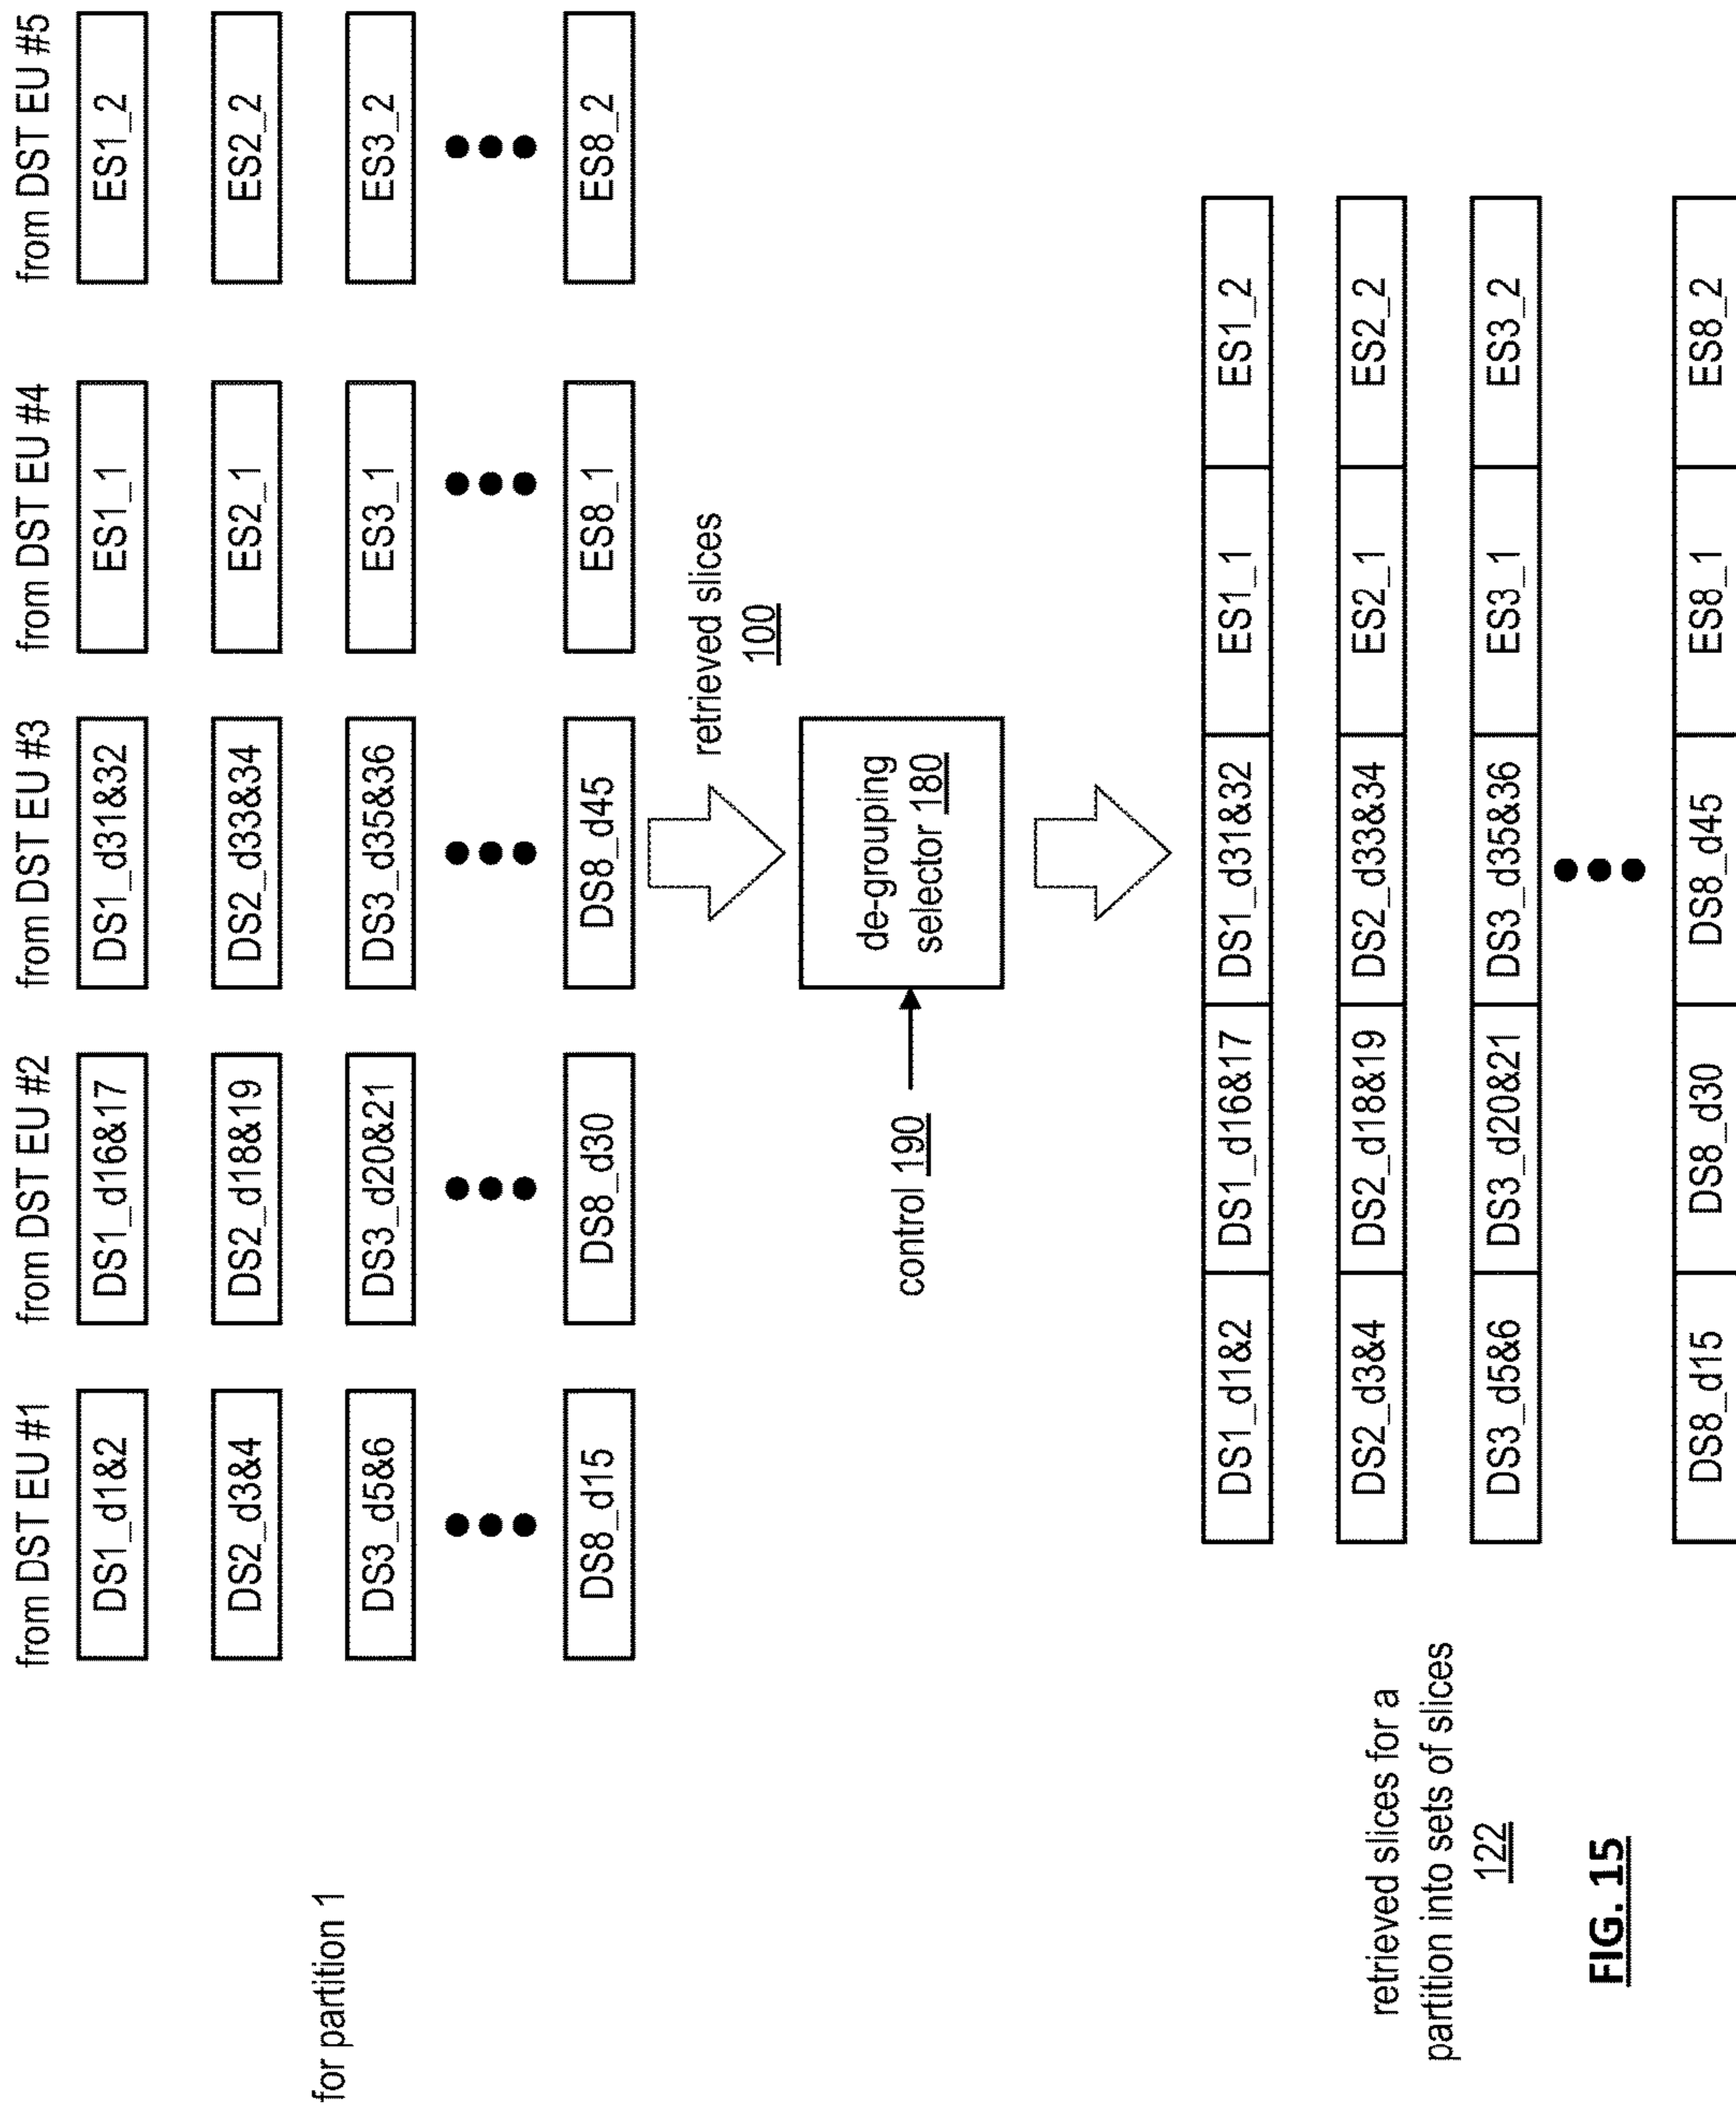 from DST EU #1
from DST EU #2
from DST EU #3
from DST EU #4
from DST EU #5
DS1_d1&2
DS1_d16&17
DS1_d31&32
ES1_1
ES1_2
DS2_d3&4
DS2_d18&19
DS2_d33&34
ES2_1
ES2_2
for partition 1
DS3_d5&6
DS3_d20&21
DS3_d35&36
ES3_1
ES3_2
DS8_d15
DS8_d30
DS8_d45
ES8_1
ES8_2
retrieved slices
100
control 190
de-grouping
selector 180
DS1_d1&2
DS1_d16&17
DS1_d31&32
ES1_1
ES1_2
DS2_d3&4
DS2_d18&19
DS2_d33&34
ES2_1
ES2_2
DS3_d5&6
DS3_d20&21
DS3_d35&36
ES3_1
ES3_2
DS8_d15
DS8_d30
DS8_d45
ES8_1
ES8_2
retrieved slices for a
partition into sets of slices
122
FIG. 15